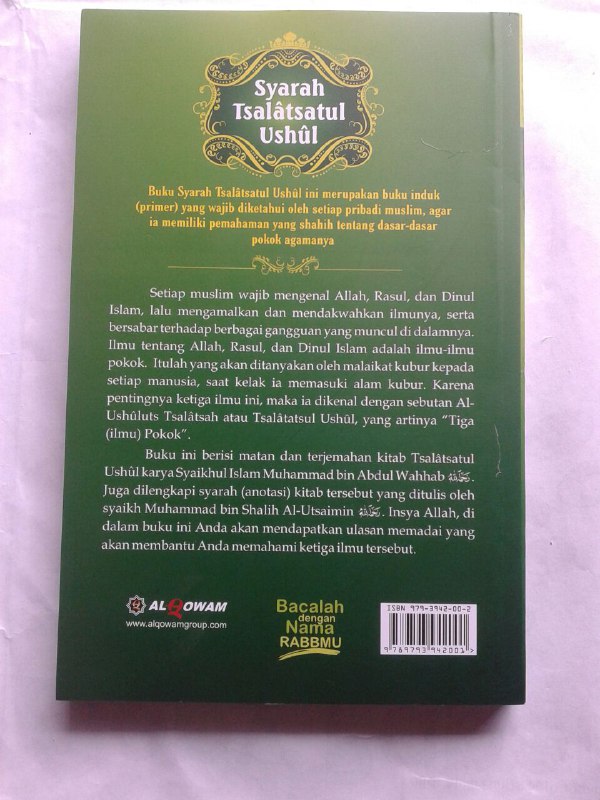 Syarah
Tsalâtsatul
Ushûl
Buku Syarah Tsalâtsatul Ushûl ini merupakan buku induk
(primer) yang wajib diketahui oleh setiap pribadi muslim, agar
ia memiliki pemahaman yang shahih tentang dasar-dasar
pokok agamanya
Setiap muslim wajib mengenal Allah, Rasul, dan Dinul
Islam, lalu mengamalkan dan mendakwahkan ilmunya, serta
bersabar terhadap berbagai gangguan yang muncul di dalamnya.
Ilmu tentang Allah, Rasul, dan Dinul Islam adalah ilmu-ilmu
pokok. Itulah yang akan ditanyakan oleh malaikat kubur kepada
setiap manusia, saat kelak ia memasuki alam kubur. Karena
pentingnya ketiga ilmu ini, maka ia dikenal dengan sebutan Al-
Ushûluts Tsalâtsah atau Tsalâtatsul Ushûl, yang artinya "Tiga
(ilmu) Pokok".
Buku ini berisi matan dan terjemahan kitab Tsalâtsatul
Ushûl karya Syaikhul Islam Muhammad bin Abdul Wahhab .
Juga dilengkapi syarah (anotasi) kitab tersebut yang ditulis oleh
syaikh Muhammad bin Shalih Al-Utsaimin . Insya Allah, di
dalam buku ini Anda akan mendapatkan ulasan memadai yang
akan membantu Anda memahami ketiga ilmu tersebut.
AL QOWAM
www.alqowamgroup.com
Bacalah
dengan
Nama
RABBMU
ISBN 979-3942-00-2
9 789793 942001 >